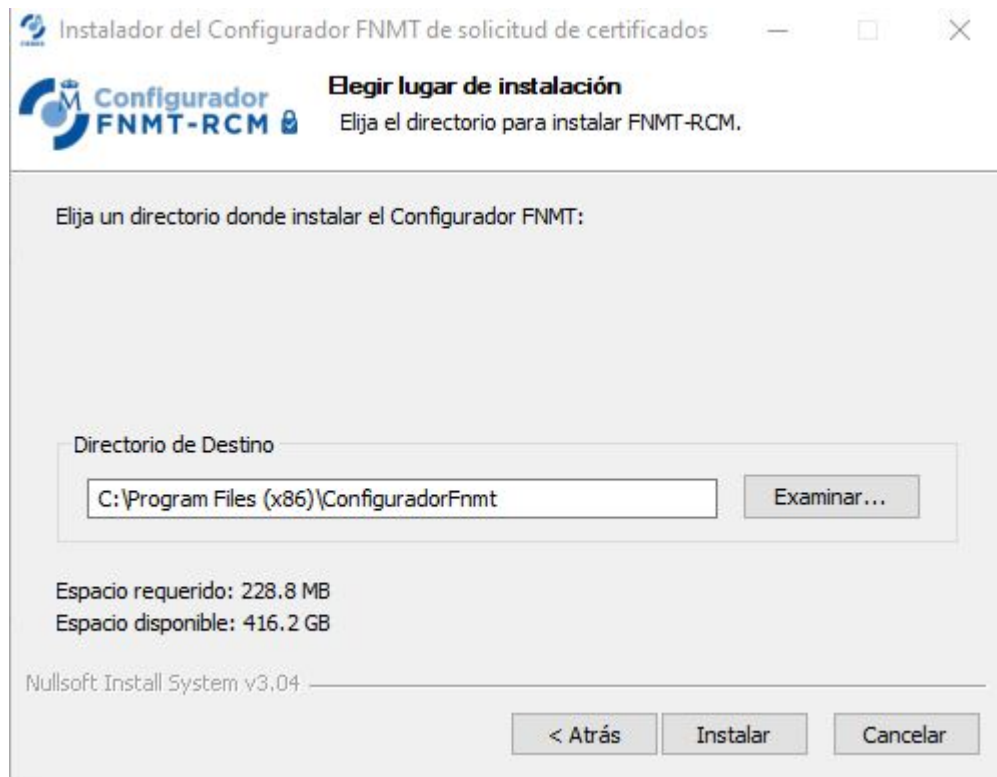 Instalador del Configurador FNMT de solicitud de certificados
Configurador
FNMT-RCM
Elegir lugar de instalación
Elija el directorio para instalar FNMT-RCM.
Elija un directorio donde instalar el Configurador FNMT:
Directorio de Destino
C:\Program Files (x86)\ConfiguradorFnmt
Examinar...
Espacio requerido: 228.8 MB
Espacio disponible: 416.2 GB
Nullsoft Install System v3.04
< Atrás
Instalar
Cancelar